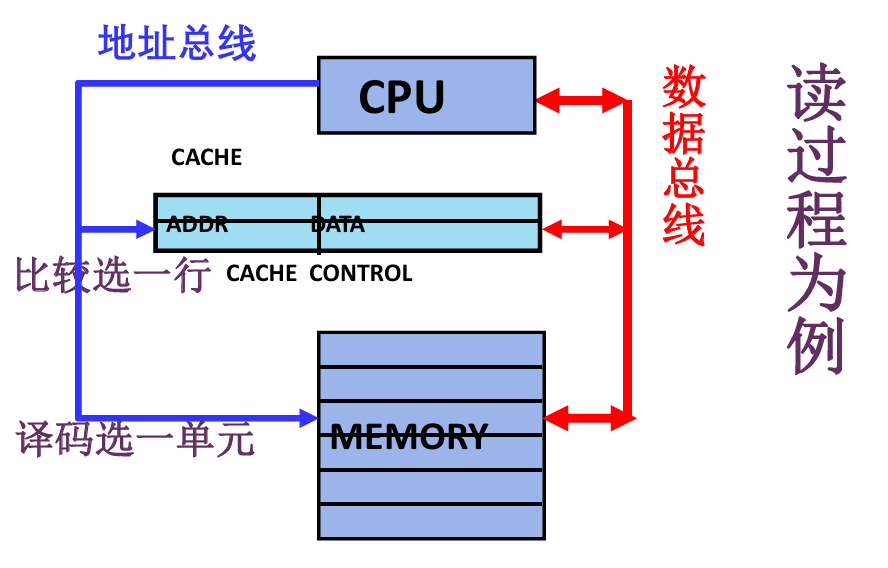 地址总线
CPU
数据总线
读过程为例
CACHE
ADDR DATA
比较选一行
CACHE CONTROL
译码选一单元
MEMORY